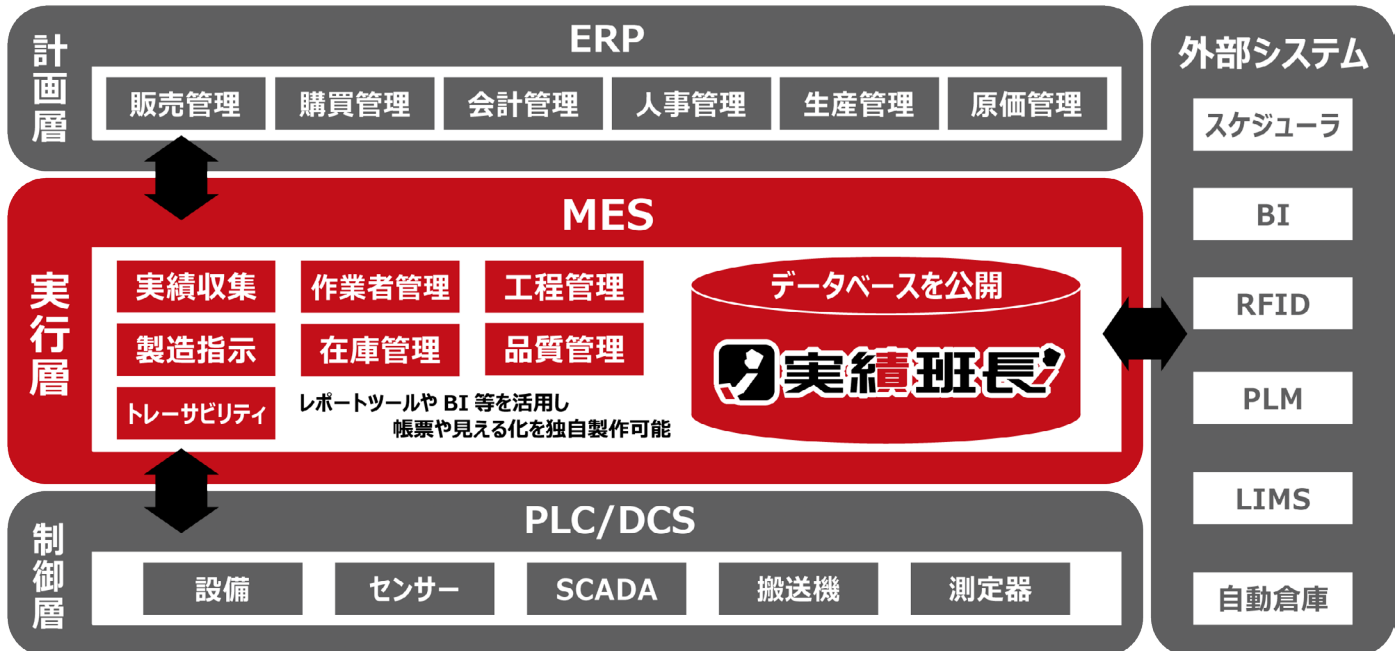 計画層
ERP
販売管理
購買管理
会計管理
人事管理
生産管理
原価管理
実行層
MES
実績収集
作業者管理
工程管理
製造指示
在庫管理
品質管理
トレーサビリティ
レポートツールや BI 等を活用し
帳票や見える化を独自製作可能
データベースを公開
実績班長
制御層
PLC/DCS
設備
センサー
SCADA
搬送機
測定器
外部システム
スケジューラ
BI
RFID
PLM
LIMS
自動倉庫